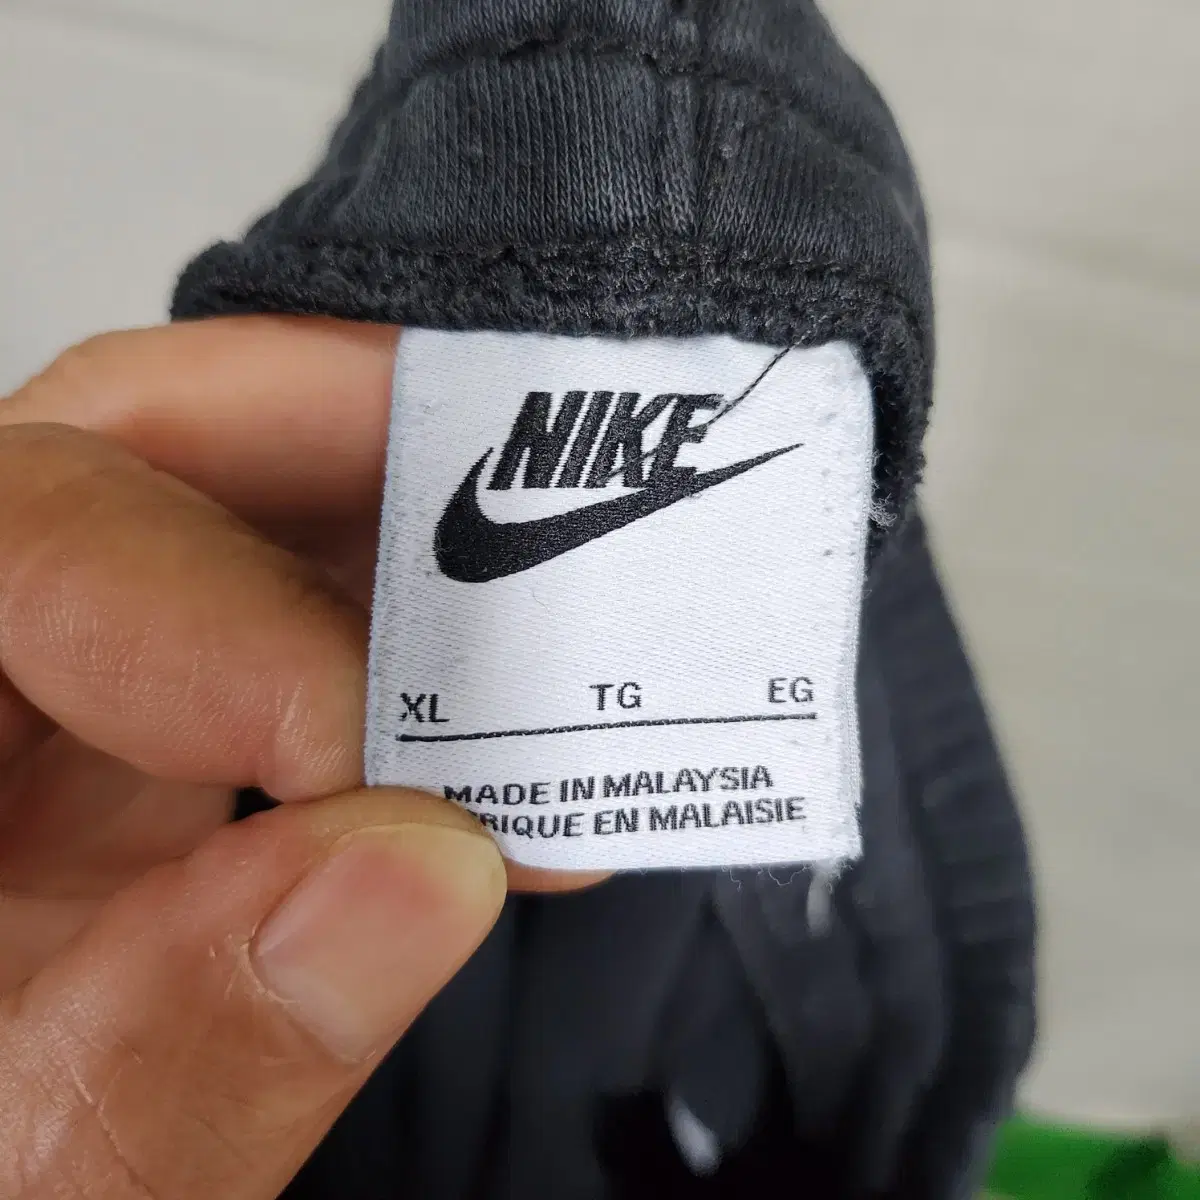 NIKE
XL TG EG
MADE IN MALAYSIA
EN MALAISIE